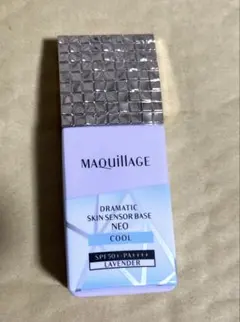 MAQuillAGE
DRAMATIC
SKIN SENSOR BASE
NEO
COOL
SPF50+・PA++++
LAVENDER